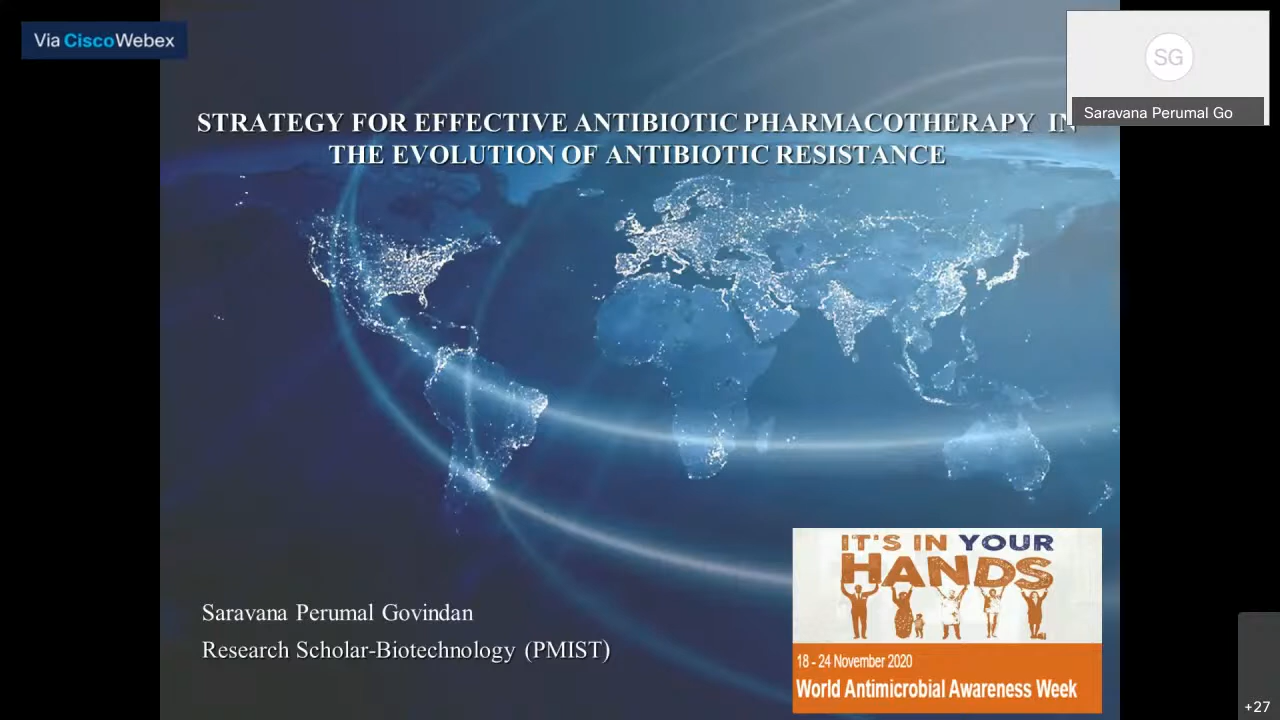 Via CiscoWebex
SG
Saravana Perumal Go
STRATEGY FOR EFFECTIVE ANTIBIOTIC PHARMACOTHERAPY IN
THE EVOLUTION OF ANTIBIOTIC RESISTANCE
IT'S IN YOUR
HANDS
Saravana Perumal Govindan
Research Scholar-Biotechnology (PMIST)
18 - 24 November 2020
World Antimicrobial Awareness Week
+27